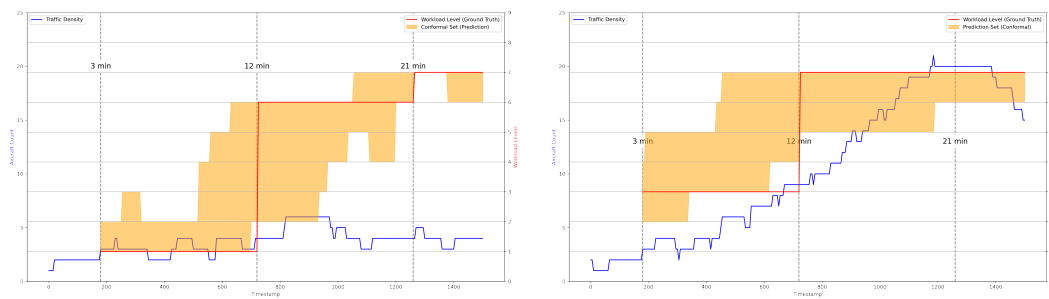 Traffic Density
Workload Level (Ground Truth)
Conformal Set (Prediction)
3 min
12 min
21 min
25
20
15
10
5
0
Aircraft Count
9
8
7
6
5
4
3
2
1
0
Workload Levels
0
200
400
600
800
1000
1200
1400
Timestamp
Traffic Density
Workload Level (Ground Truth)
Prediction Set (Conformal)
3 min
12 min
21 min
25
20
15
10
5
0
Aircraft Count
0
200
400
600
800
1000
1200
1400
Timestamp